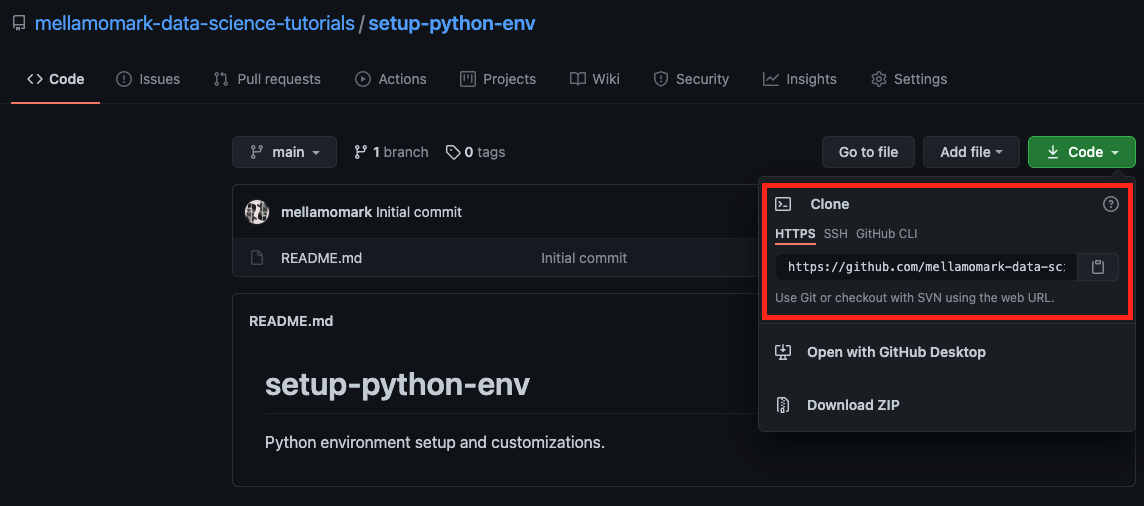 mellamomark-data-science-tutorials / setup-python-env
Code Issues Pull requests Actions Projects Wiki Security Insights Settings
main 1 branch 0 tags Go to file Add file Code
mellamomark Initial commit
README.md Initial commit
Clone
HTTPS SSH GitHub CLI
https://github.com/mellamomark-data-sci
Use Git or checkout with SVN using the web URL.
Open with GitHub Desktop
Download ZIP
README.md
setup-python-env
Python environment setup and customizations.